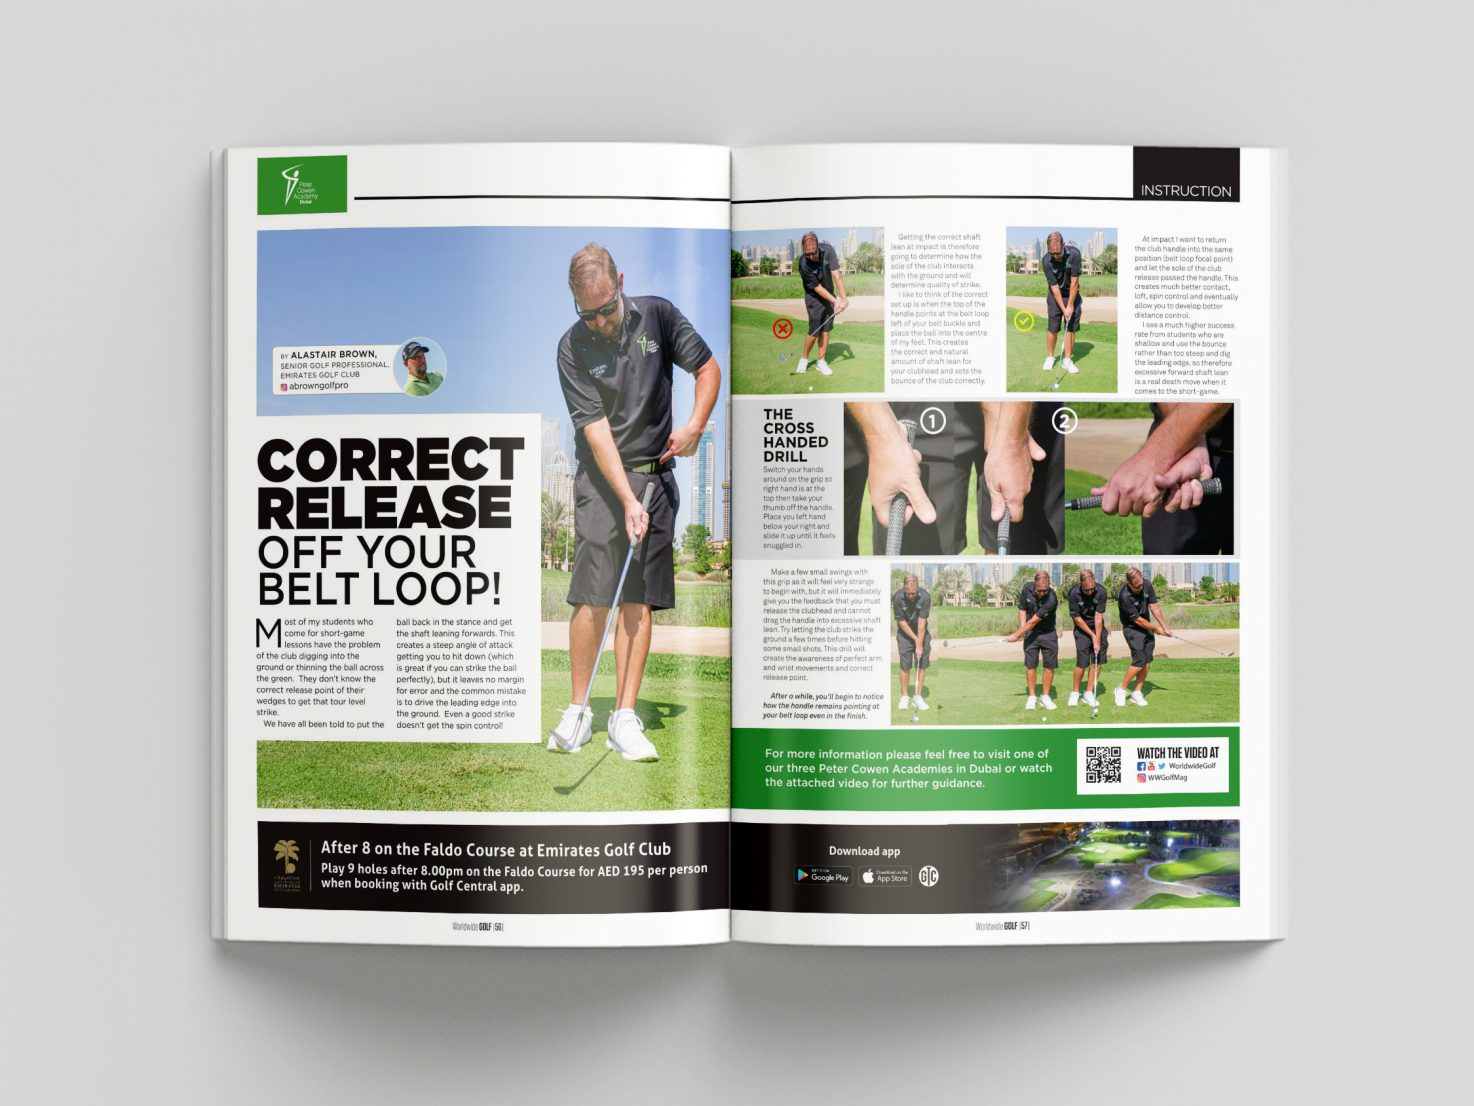 Peter
Cowen
Academy
Dubai
INSTRUCTION
BY ALASTAIR BROWN,
SENIOR GOLF PROFESSIONAL,
EMIRATES GOLF CLUB
abrowngolfpro
CORRECT
RELEASE
OFF YOUR
BELT LOOP!
Most of my students who
come for short-game
lessons have the problem
of the club digging into the
ground or thinning the ball across
the green. They don't know the
correct release point of their
wedges to get that tour level
strike.
We have all been told to put the
ball back in the stance and get
the shaft leaning forwards. This
creates a steep angle of attack
getting you to hit down (which
is great if you can strike the ball
perfectly), but it leaves no margin
for error and the common mistake
is to drive the leading edge into
the ground. Even a good strike
doesn't get the spin control!
Getting the correct shaft
lean at impact is therefore
going to determine how the
sole of the club interacts
with the ground and will
determine quality of strike.
I like to think of the correct
set up is when the top of the
handle points at the belt loop
left of your belt buckle and
place the ball into the centre
of my feet. This creates
the correct and natural
amount of shaft lean for
your clubhead and sets the
bounce of the club correctly.
At impact I want to return
the club handle into the same
position (belt loop focal point)
and let the sole of the club
release passed the handle. This
creates much better contact,
loft, spin control and eventually
allow you to develop better
distance control.
I see a much higher success
rate from students who are
shallow and use the bounce
rather than too steep and dig
the leading edge, so therefore
excessive forward shaft lean
is a real death move when it
comes to the short-game.
THE
CROSS
HANDED
DRILL
Switch your hands
around on the grip so
right hand is at the
top then take your
thumb off the handle.
Place you left hand
below your right and
slide it up until it feels
snuggled in.
1
2
Make a few small swings with
this grip as it will feel very strange
to begin with, but it will immediately
give you the feedback that you must
release the clubhead and cannot
drag the handle into excessive shaft
lean. Try letting the club strike the
ground a few times before hitting
some small shots. This drill will
create the awareness of perfect arm
and wrist movements and correct
release point.
After a while, you'll begin to notice
how the handle remains pointing at
your belt loop even in the finish.
For more information please feel free to visit one of
our three Peter Cowen Academies in Dubai or watch
the attached video for further guidance.
WATCH THE VIDEO AT
WorldwideGolf
WWGolfMag
EMIRATES
After 8 on the Faldo Course at Emirates Golf Club
Play 9 holes after 8.00pm on the Faldo Course for AED 195 per person
when booking with Golf Central app.
Download app
GET IT ON
Google Play
Download on the
App Store
GC
Worldwide GOLF |56|
Worldwide GOLF |57|